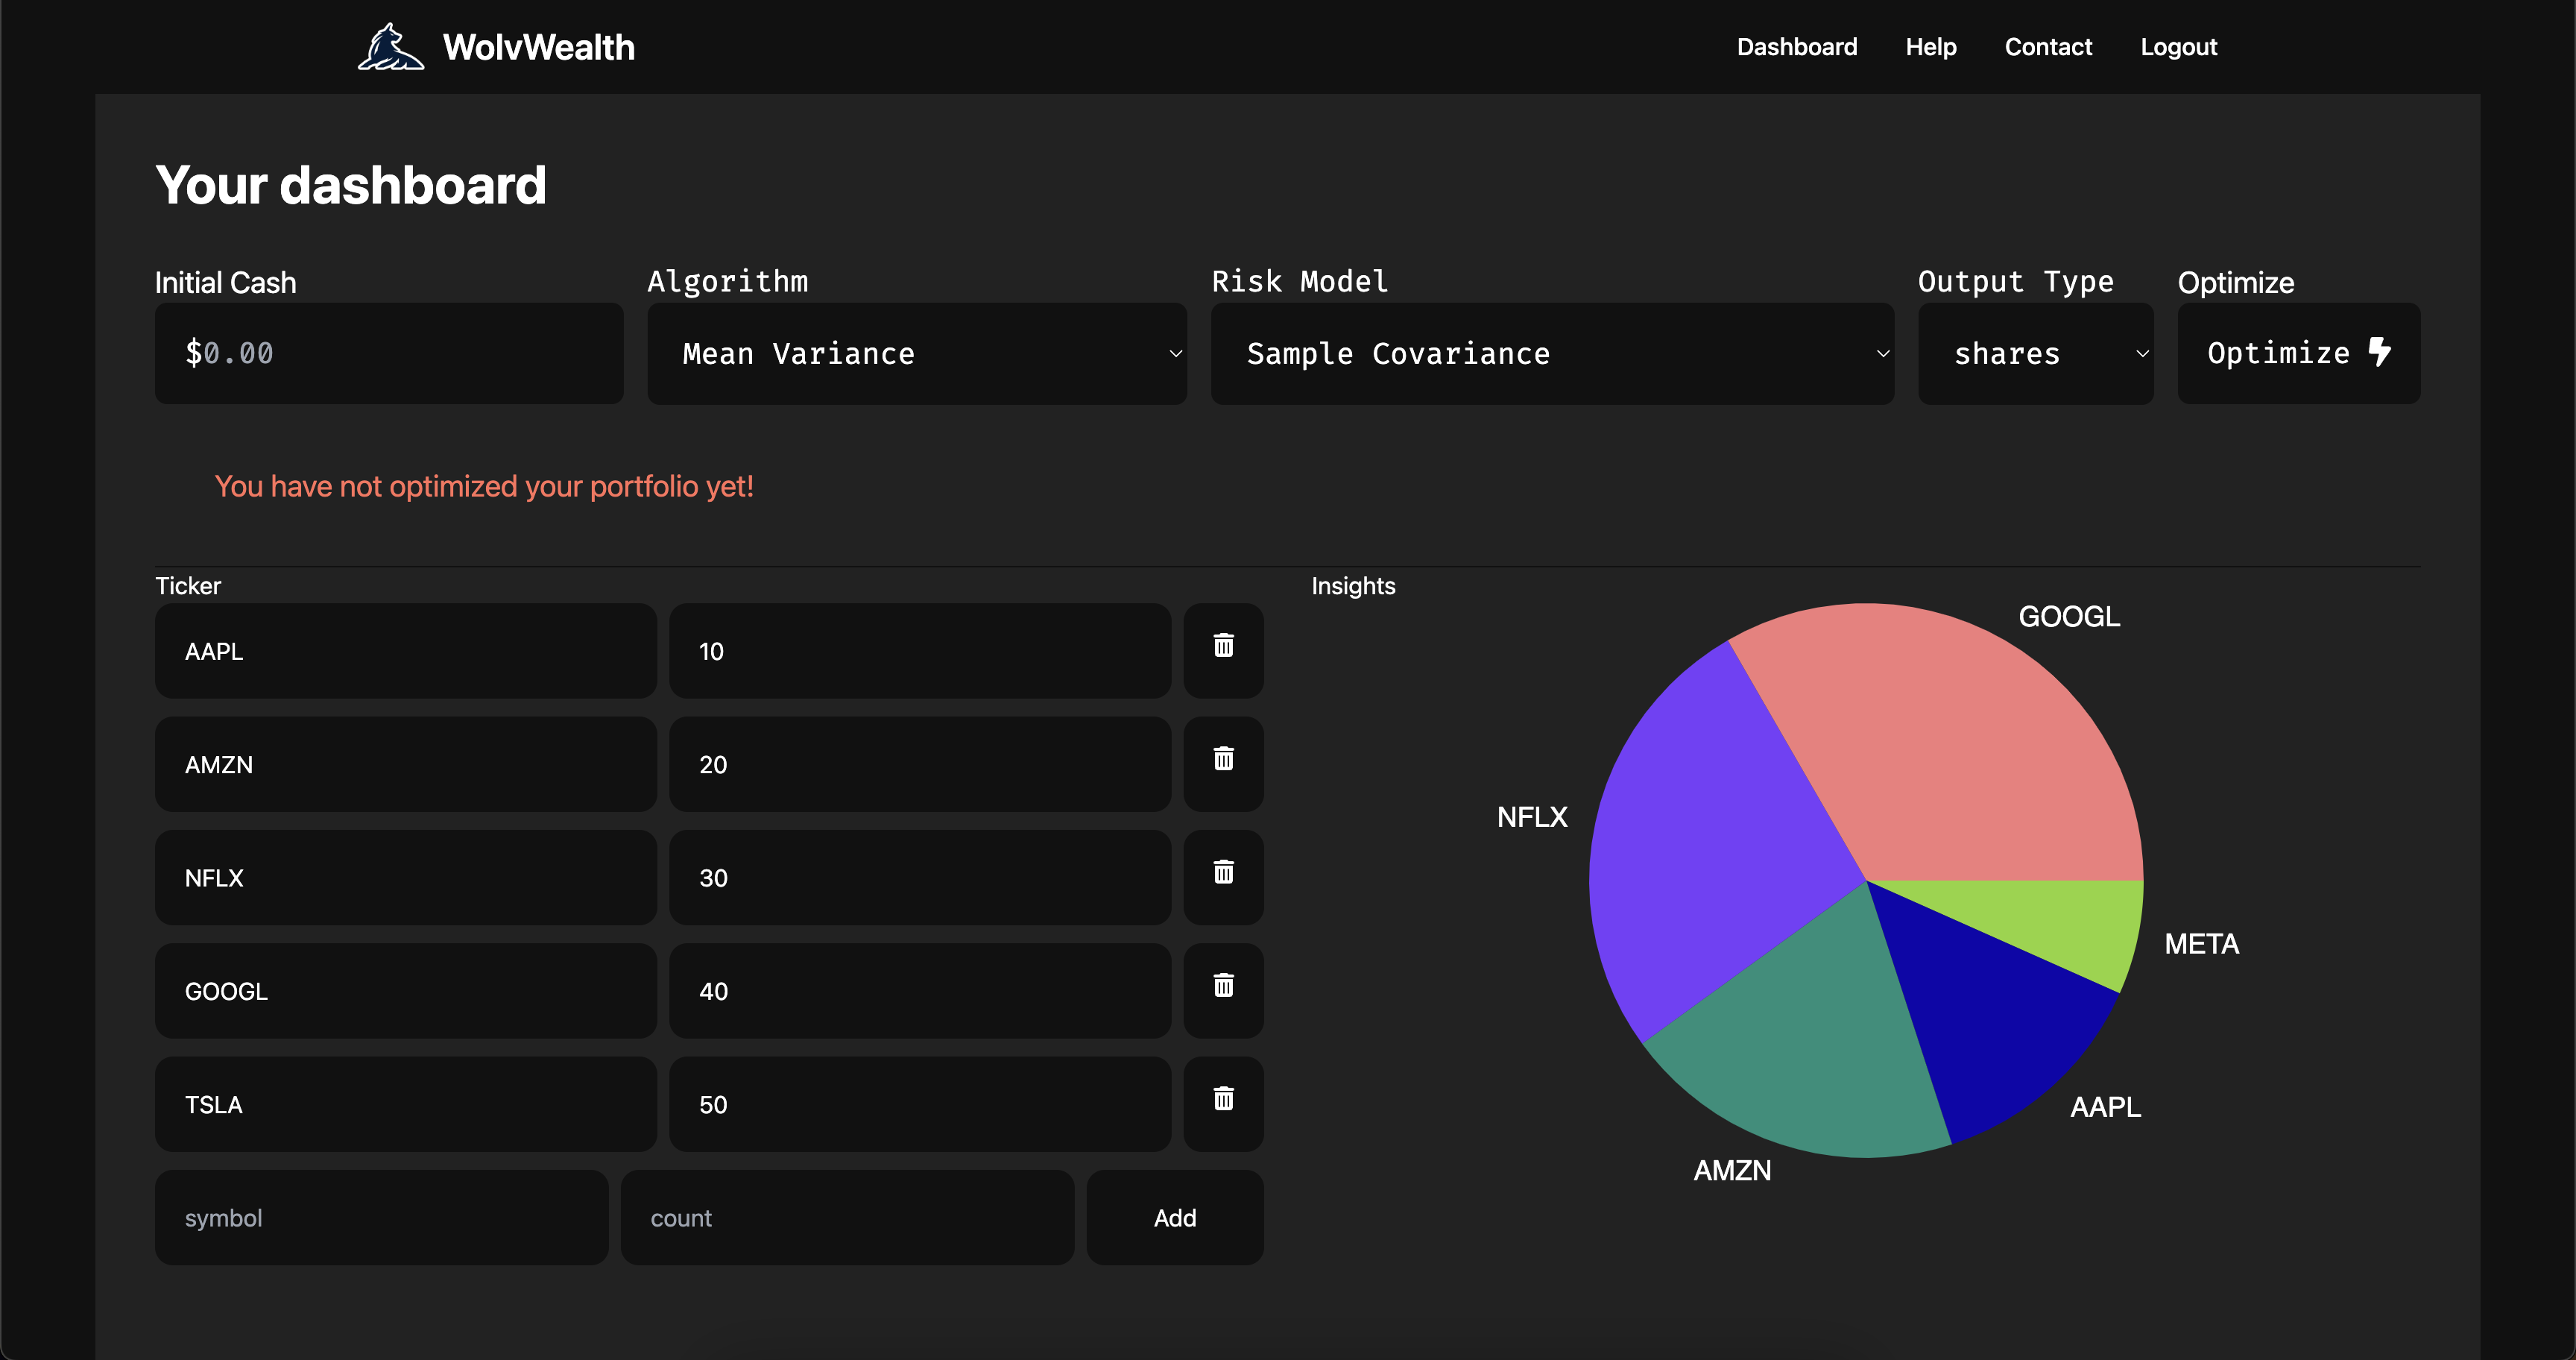 WolvWealth
Dashboard Help Contact Logout
Your dashboard
Initial Cash Algorithm Risk Model Output Type Optimize
$0.00 Mean Variance Sample Covariance shares Optimize
You have not optimized your portfolio yet!
Ticker
AAPL 10
AMZN 20
NFLX 30
GOOGL 40
TSLA 50
symbol count Add
Insights
GOOGL
NFLX
META
AAPL
AMZN